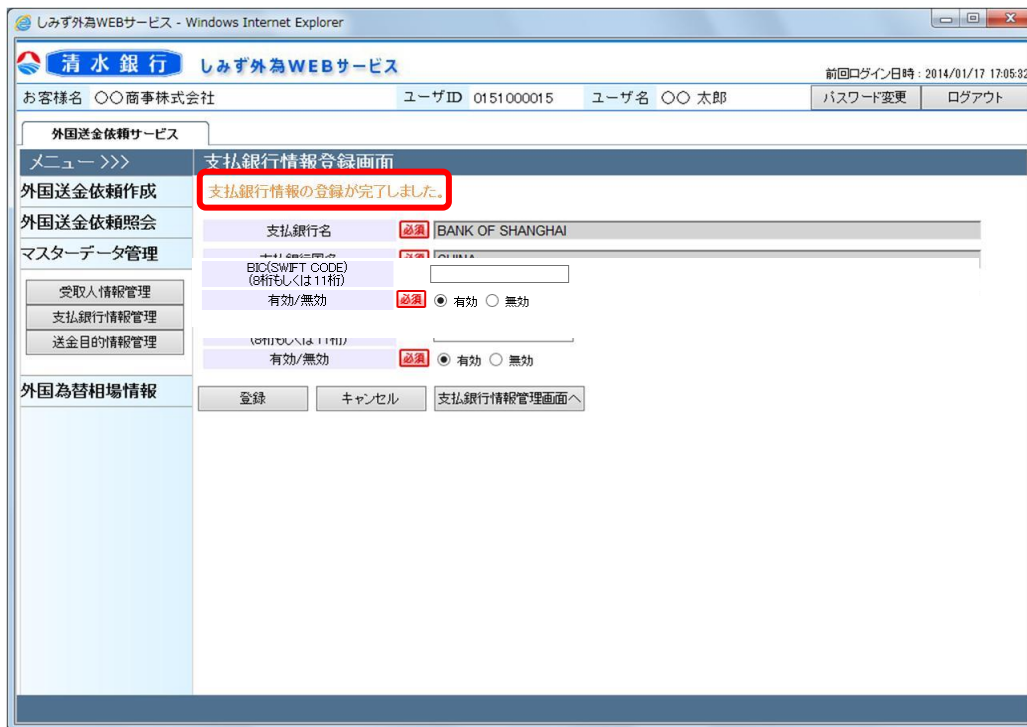 しみず外為WEBサービス - Windows Internet Explorer
清水銀行 しみず外為WEBサービス
前回ログイン日時：2014/01/17 17:05:32
お客様名 〇〇商事株式会社 ユーザID 0151000015 ユーザ名 〇〇 太郎 パスワード変更 ログアウト
外国送金依頼サービス
メニュー >>> 支払銀行情報登録画面
外国送金依頼作成
支払銀行情報の登録が完了しました。
外国送金依頼照会
支払銀行名 必須 BANK OF SHANGHAI
マスターデータ管理
BIC(SWIFT CODE)
(8桁もしくは11桁)
有効/無効 必須 有効 無効
受取人情報管理
支払銀行情報管理
送金目的情報管理
(8桁もしくは11桁)
有効/無効 必須 有効 無効
外国為替相場情報
登録 キャンセル 支払銀行情報管理画面へ